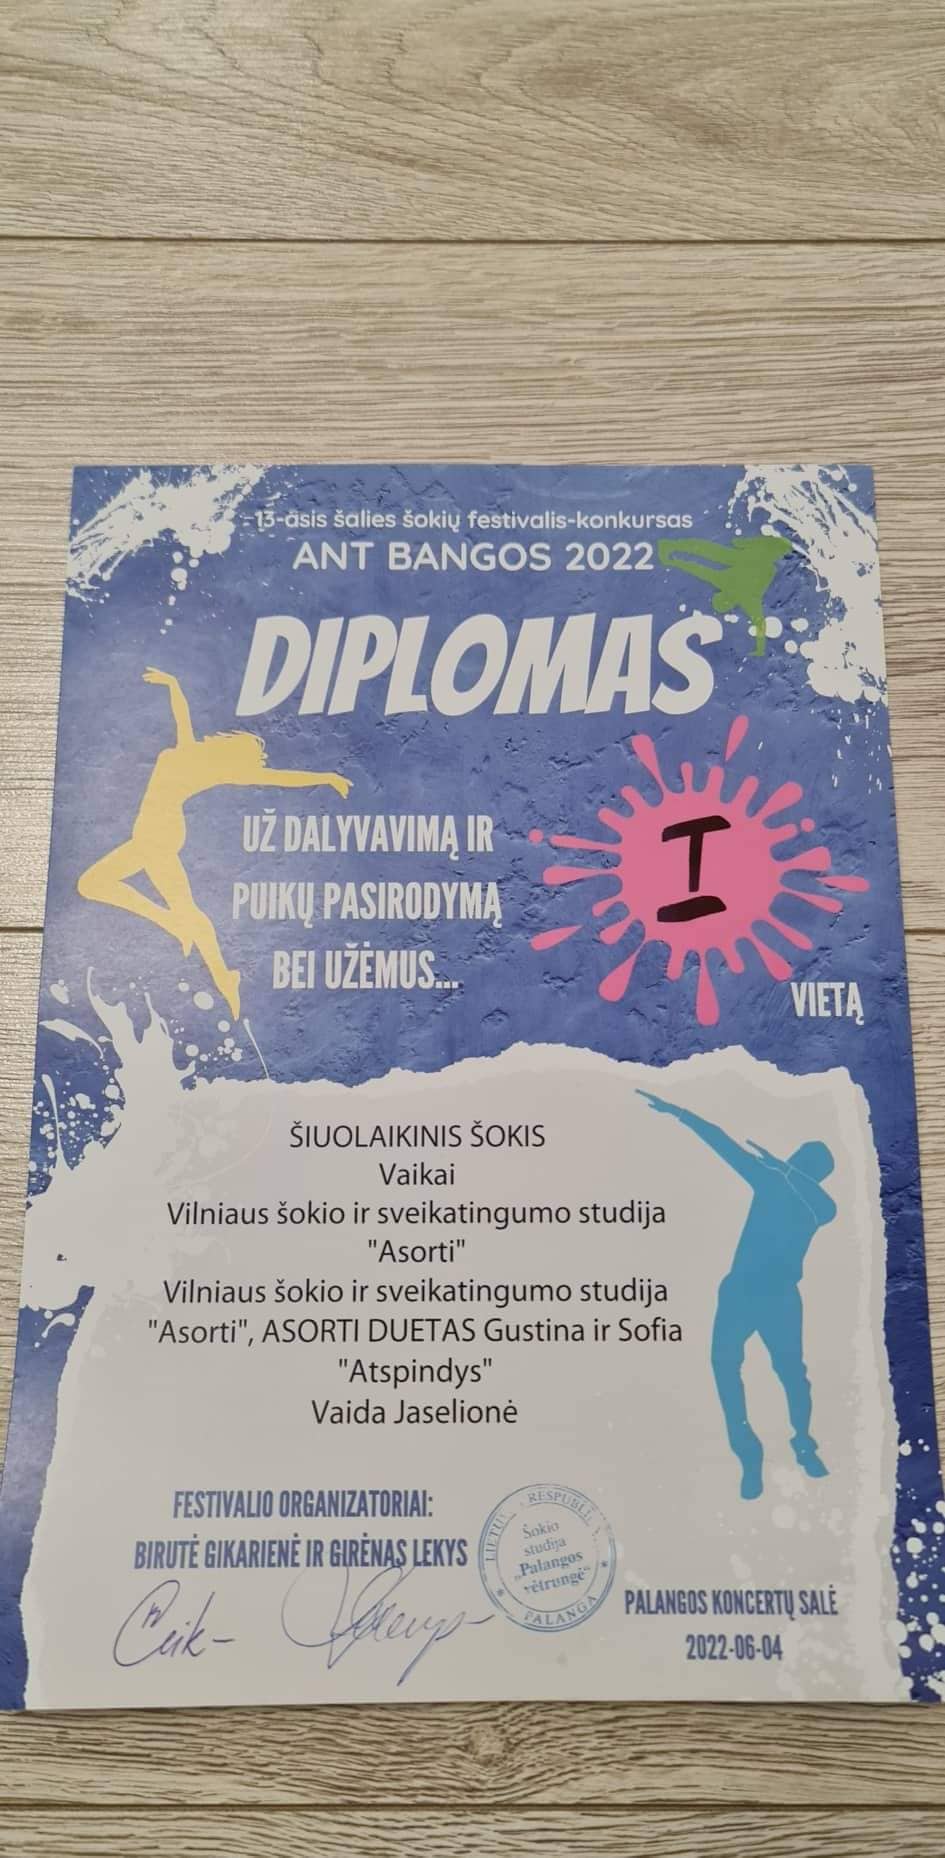 13-asis šalies šokių festivalis-konkursas
ANT BANGOS 2022
DIPLOMAS
UŽ DALYVAVIMĄ IR
PUIKŲ PASIRODYMĄ
BEI UŽĖMUS...
I
VIETĄ
ŠIUOLAIKINIS ŠOKIS
Vaikai
Vilniaus šokio ir sveikatingumo studija
"Asorti"
Vilniaus šokio ir sveikatingumo studija
"Asorti", ASORTI DUETAS Gustina ir Sofia
"Atspindys"
Vaida Jaselionė
FESTIVALIO ORGANIZATORIAI:
BIRUTĖ GIKARIENĖ IR GIRĖNAS LEKYS
Šokio
studija
„Palangos
vėtrungė“
PALANGA
PALANGOS KONCERTŲ SALĖ
2022-06-04